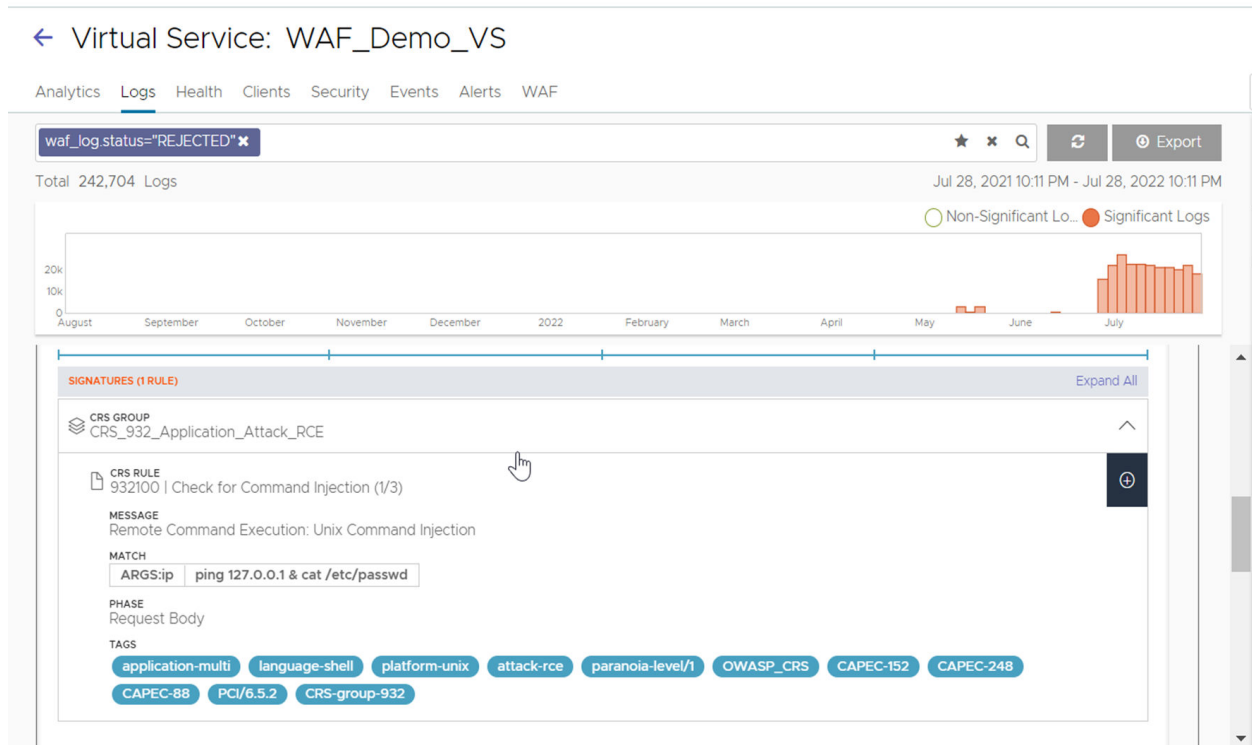 Virtual Service: WAF_Demo_VS
Analytics Logs Health Clients Security Events Alerts WAF
waf_log.status="REJECTED"
Export
Total 242,704 Logs
Jul 28, 2021 10:11 PM - Jul 28, 2022 10:11 PM
Non-Significant Lo... Significant Logs
20k
10k
0
August September October November December 2022 February March April May June July
SIGNATURES (1 RULE) Expand All
CRS GROUP
CRS_932_Application_Attack_RCE
CRS RULE
932100 | Check for Command Injection (1/3)
MESSAGE
Remote Command Execution: Unix Command Injection
MATCH
ARGS:ip ping 127.0.0.1 & cat /etc/passwd
PHASE
Request Body
TAGS
application-multi language-shell platform-unix attack-rce paranoia-level/1 OWASP_CRS CAPEC-152 CAPEC-248
CAPEC-88 PCI/6.5.2 CRS-group-932